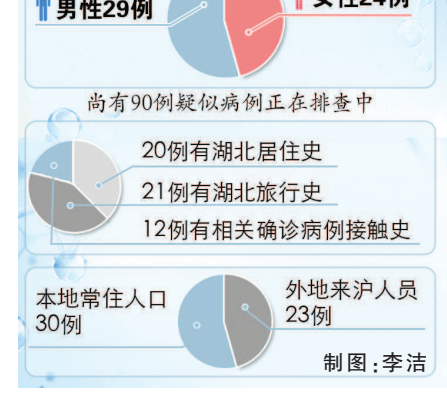 男性29例
女性24例
尚有90例疑似病例正在排查中
20例有湖北居住史
21例有湖北旅行史
12例有相关确诊病例接触史
本地常住人口
30例
外地来沪人员
23例
制图:李洁